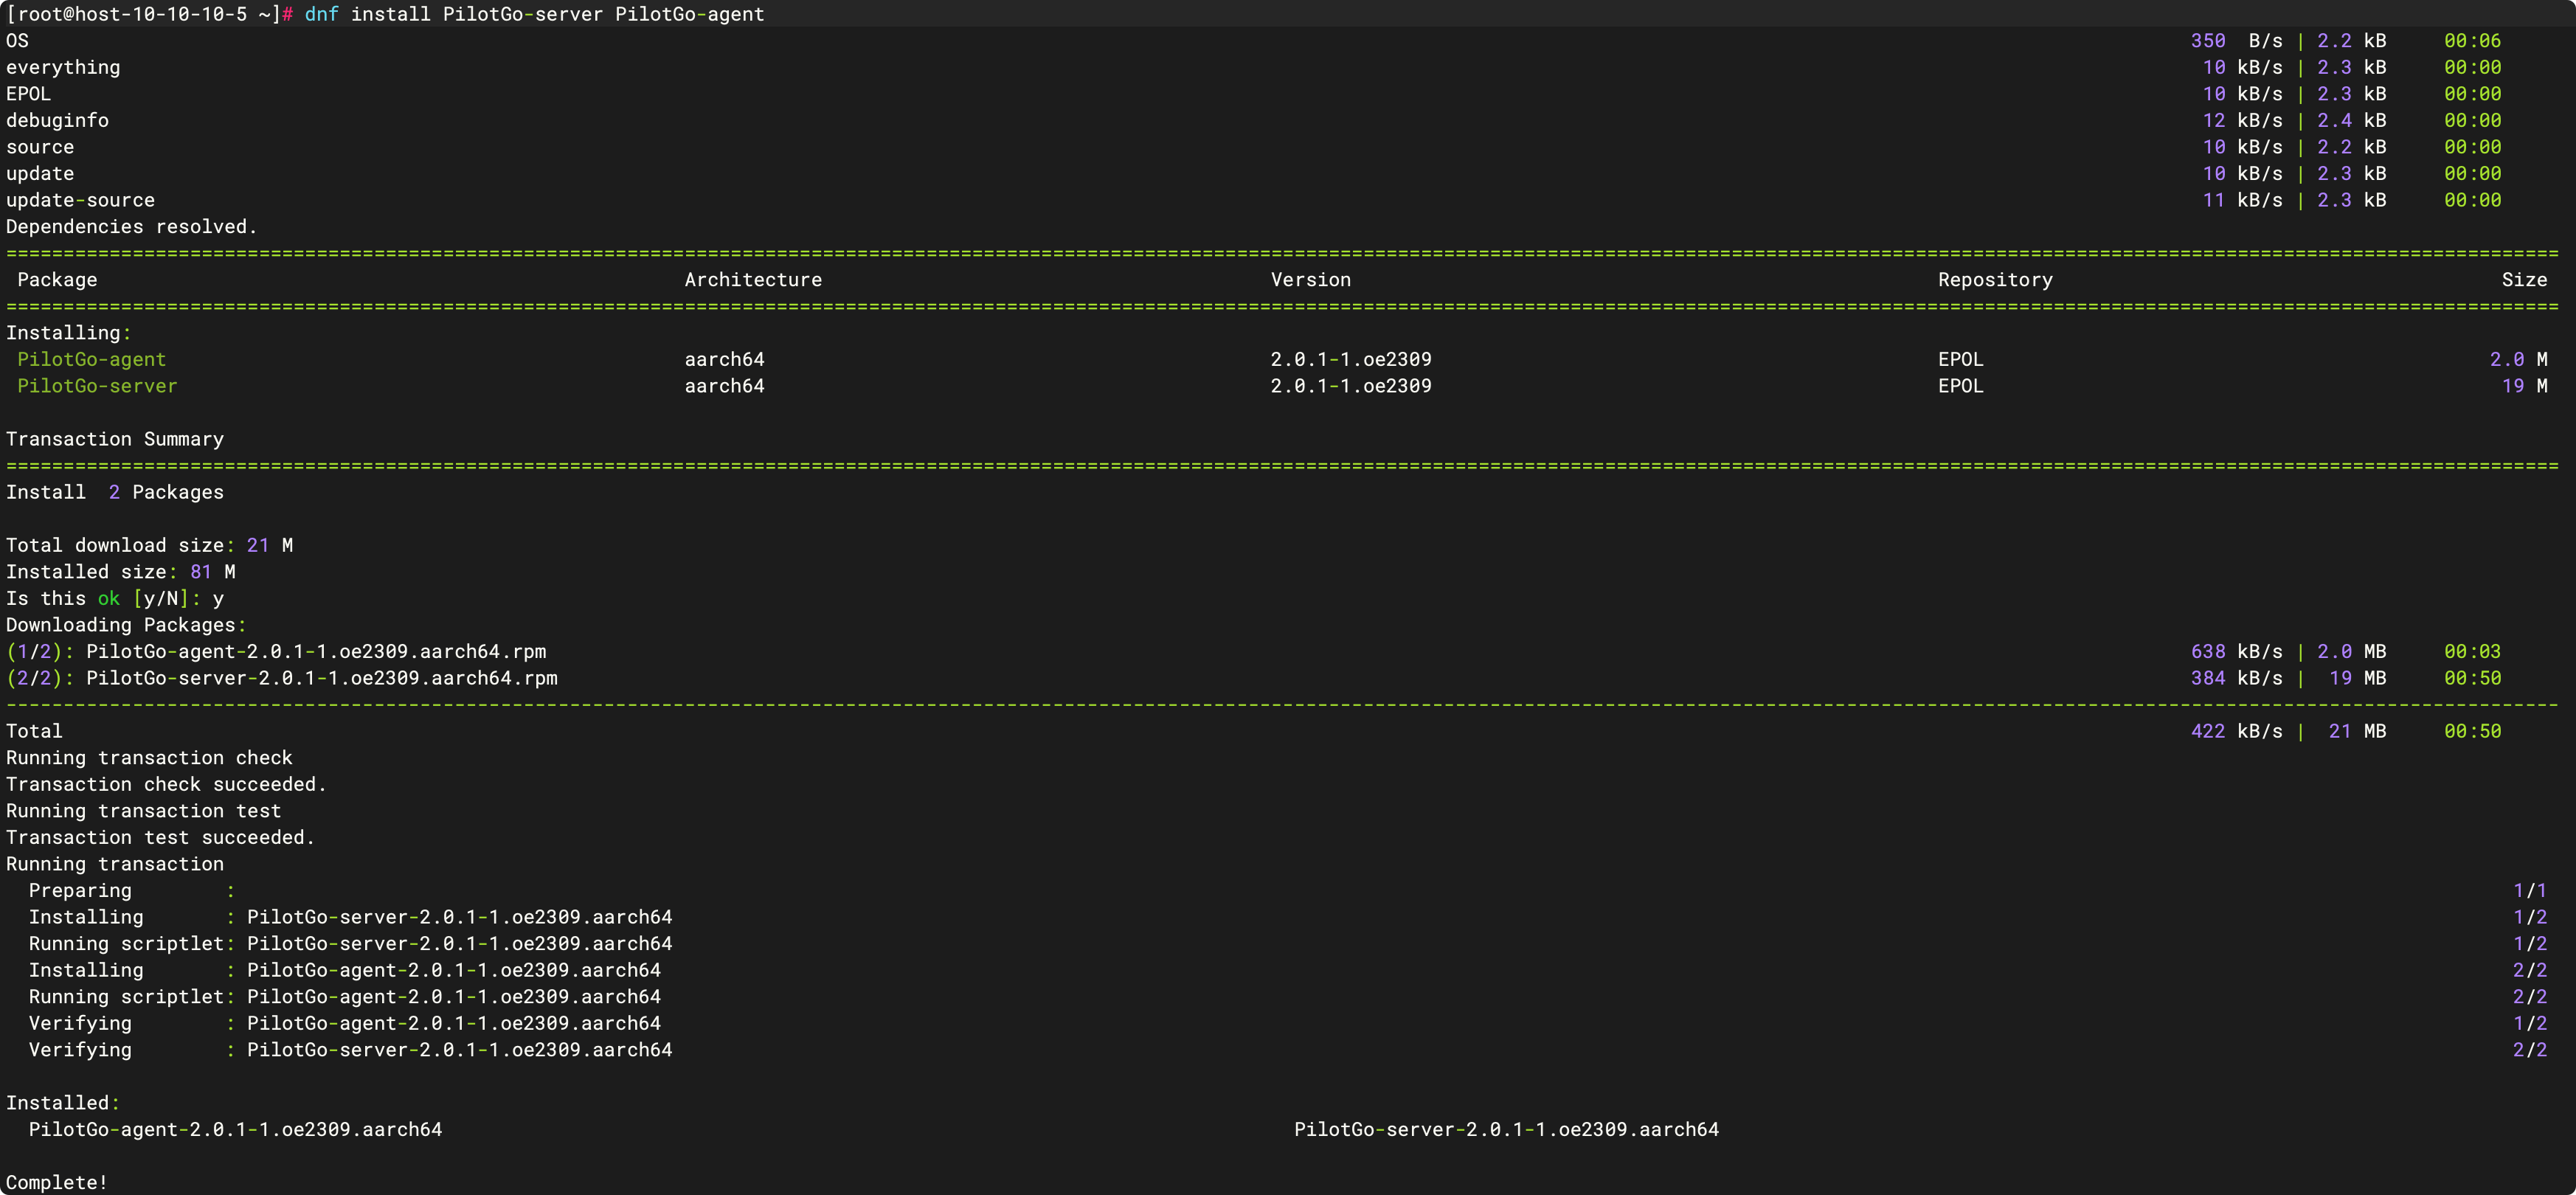 [root@host-10-10-10-5 ~]# dnf install PilotGo-server PilotGo-agent
OS 350 B/s | 2.2 kB 00:06
everything 10 kB/s | 2.3 kB 00:00
EPOL 10 kB/s | 2.3 kB 00:00
debuginfo 12 kB/s | 2.4 kB 00:00
source 10 kB/s | 2.2 kB 00:00
update 10 kB/s | 2.3 kB 00:00
update-source 11 kB/s | 2.3 kB 00:00
Dependencies resolved.
Package Architecture Version Repository Size
Installing:
PilotGo-agent aarch64 2.0.1-1.oe2309 EPOL 2.0 M
PilotGo-server aarch64 2.0.1-1.oe2309 EPOL 19 M
Transaction Summary
Install 2 Packages
Total download size: 21 M
Installed size: 81 M
Is this ok [y/N]: y
Downloading Packages:
(1/2): PilotGo-agent-2.0.1-1.oe2309.aarch64.rpm 638 kB/s | 2.0 MB 00:03
(2/2): PilotGo-server-2.0.1-1.oe2309.aarch64.rpm 384 kB/s | 19 MB 00:50
Total 422 kB/s | 21 MB 00:50
Running transaction check
Transaction check succeeded.
Running transaction test
Transaction test succeeded.
Running transaction
Preparing : 1/1
Installing : PilotGo-server-2.0.1-1.oe2309.aarch64 1/2
Running scriptlet: PilotGo-server-2.0.1-1.oe2309.aarch64 1/2
Installing : PilotGo-agent-2.0.1-1.oe2309.aarch64 2/2
Running scriptlet: PilotGo-agent-2.0.1-1.oe2309.aarch64 2/2
Verifying : PilotGo-agent-2.0.1-1.oe2309.aarch64 1/2
Verifying : PilotGo-server-2.0.1-1.oe2309.aarch64 2/2
Installed:
PilotGo-agent-2.0.1-1.oe2309.aarch64 PilotGo-server-2.0.1-1.oe2309.aarch64
Complete!